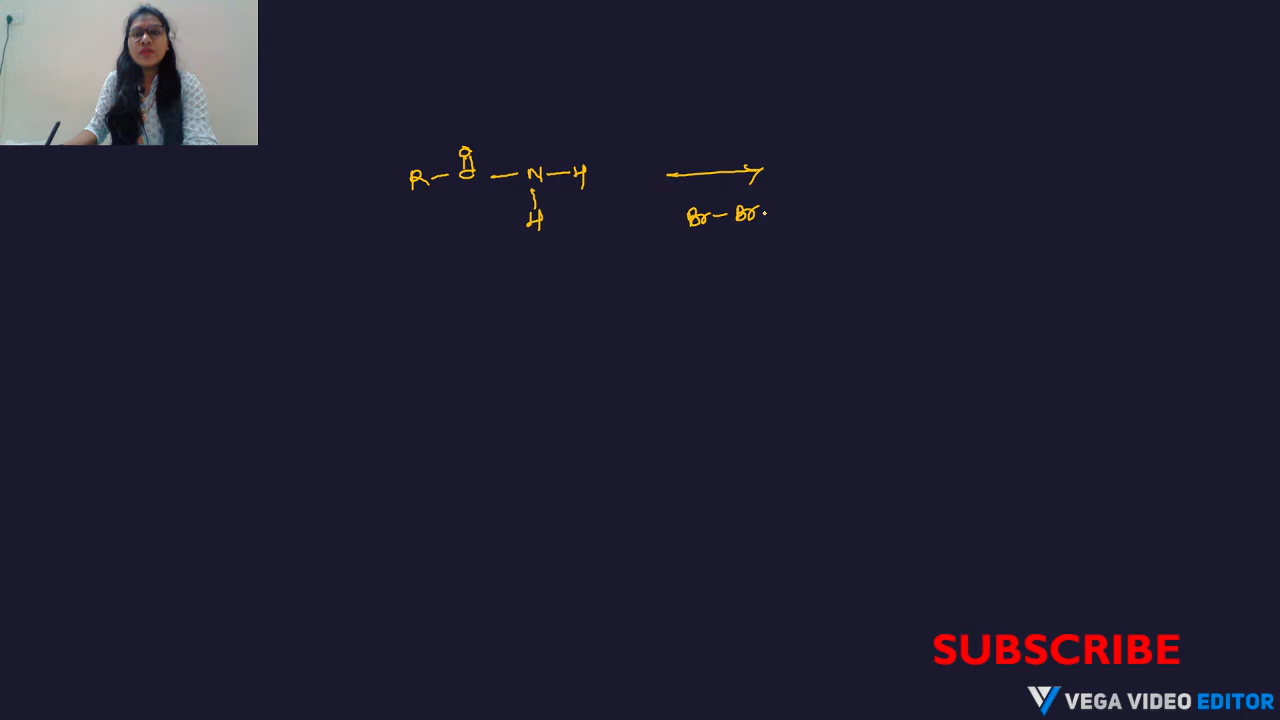 O
R - C - N - H
H
Br - Br
SUBSCRIBE
VEGA VIDEO EDITOR